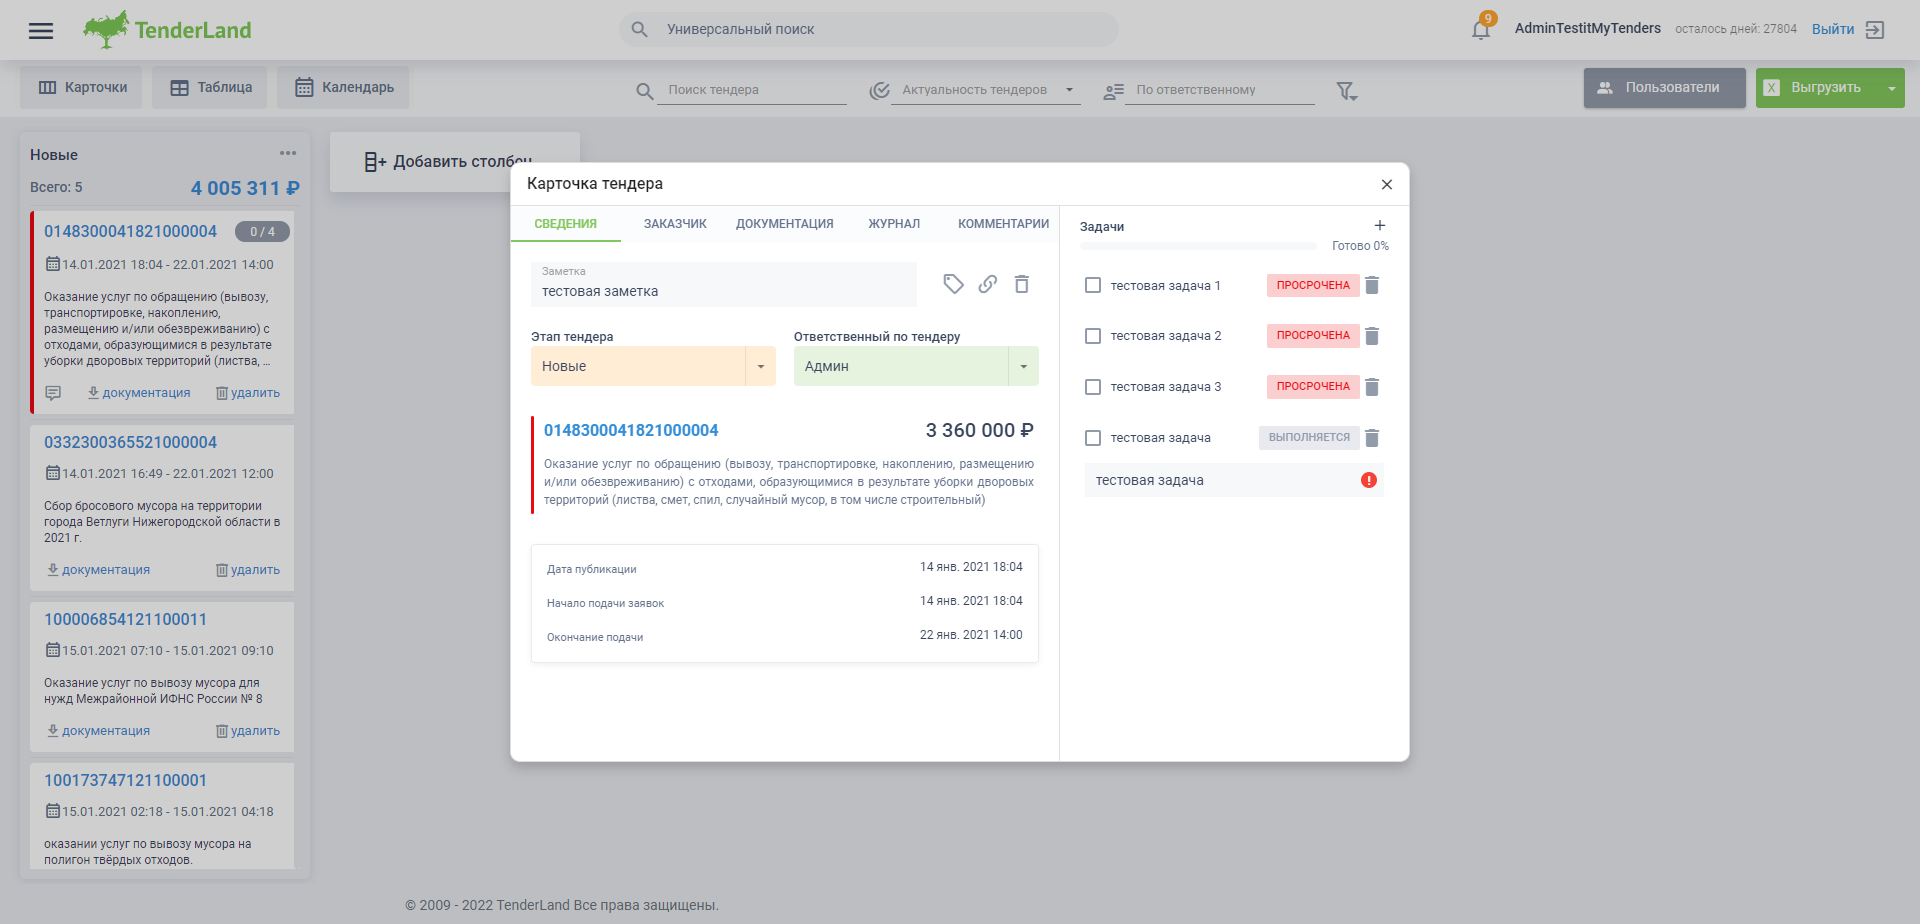 TenderLand
Универсальный поиск
9
AdminTestitMyTenders
осталось дней: 27804
Выйти
Карточки
Таблица
Календарь
Поиск тендера
Актуальность тендеров
По ответственному
Пользователи
X
Выгрузить
Новые
Всего: 5
4 005 311 ₽
0148300041821000004
0 / 4
14.01.2021 18:04 - 22.01.2021 14:00
Оказание услуг по обращению (вывозу,
транспортировке, накоплению,
размещению и/или обезвреживанию) с
отходами, образующимися в результате
уборки дворовых территорий (листва, ...
документация
удалить
0332300365521000004
14.01.2021 16:49 - 22.01.2021 12:00
Сбор бросового мусора на территории
города Ветлуги Нижегородской области в
2021 г.
документация
удалить
100006854121100011
15.01.2021 07:10 - 15.01.2021 09:10
Оказание услуг по вывозу мусора для
нужд Межрайонной ИФНС России № 8
документация
удалить
100173747121100001
15.01.2021 02:18 - 15.01.2021 04:18
оказании услуг по вывозу мусора на
полигон твёрдых отходов.
Добавить столбец
Карточка тендера
СВЕДЕНИЯ
ЗАКАЗЧИК
ДОКУМЕНТАЦИЯ
ЖУРНАЛ
КОММЕНТАРИИ
Заметка
тестовая заметка
Этап тендера
Ответственный по тендеру
Новые
Админ
0148300041821000004
3 360 000 ₽
Оказание услуг по обращению (вывозу, транспортировке, накоплению, размещению
и/или обезвреживанию) с отходами, образующимися в результате уборки дворовых
территорий (листва, смет, спил, случайный мусор, в том числе строительный)
Дата публикации
14 янв. 2021 18:04
Начало подачи заявок
14 янв. 2021 18:04
Окончание подачи
22 янв. 2021 14:00
Задачи
Готово 0%
тестовая задача 1
ПРОСРОЧЕНА
тестовая задача 2
ПРОСРОЧЕНА
тестовая задача 3
ПРОСРОЧЕНА
тестовая задача
ВЫПОЛНЯЕТСЯ
тестовая задача
© 2009 - 2022 TenderLand Все права защищены.